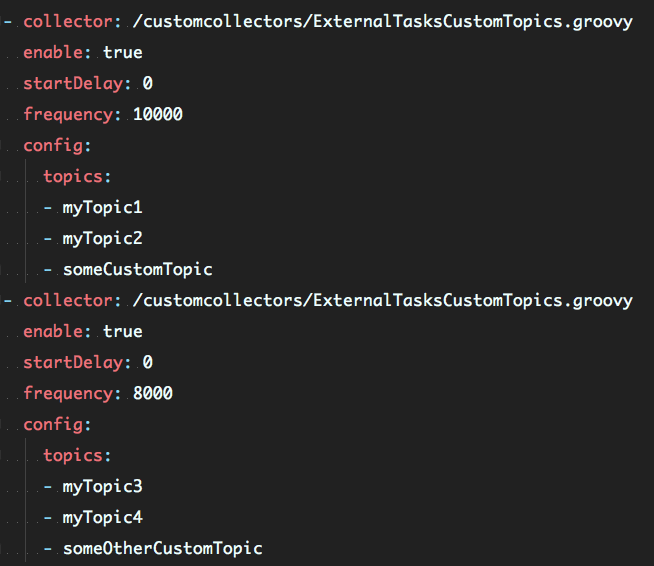 - collector: /customcollectors/ExternalTasksCustomTopics.groovy
  enable: true
  startDelay: 0
  frequency: 10000
  config:
    topics:
    - myTopic1
    - myTopic2
    - someCustomTopic
- collector: /customcollectors/ExternalTasksCustomTopics.groovy
  enable: true
  startDelay: 0
  frequency: 8000
  config:
    topics:
    - myTopic3
    - myTopic4
    - someOtherCustomTopic